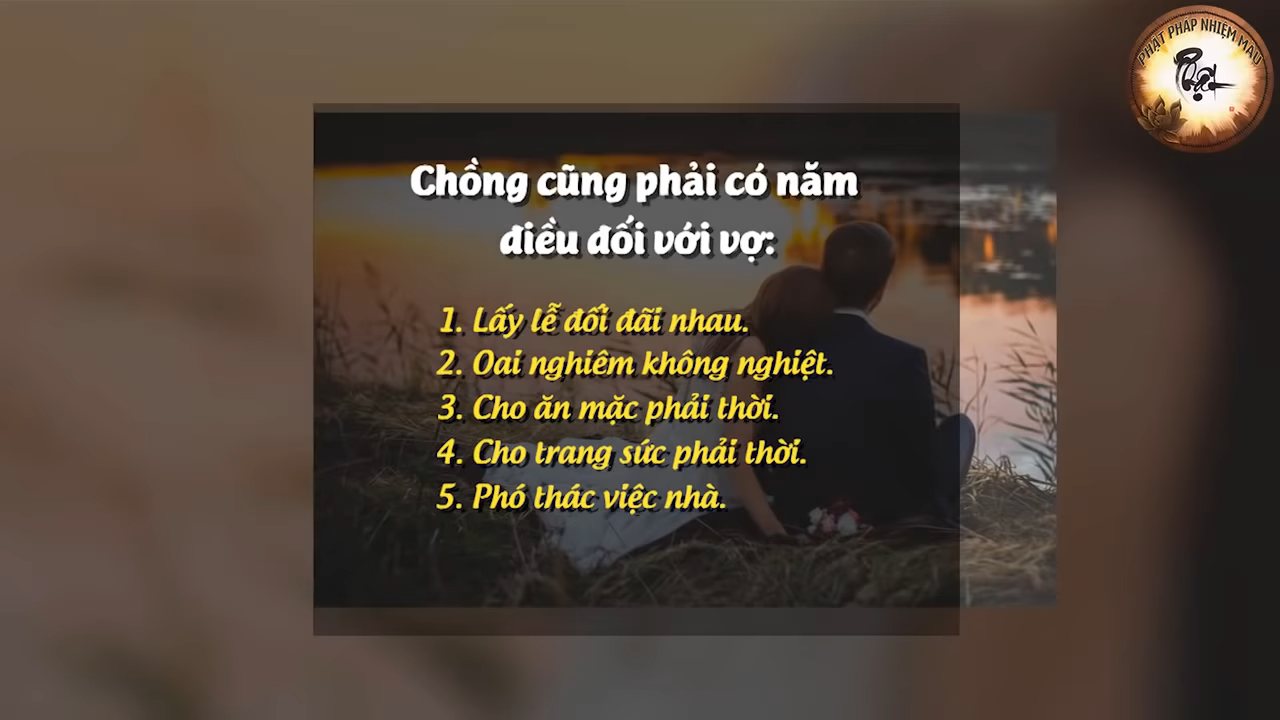 PHẬT PHÁP NHIỆM MÀU
Phật
Chồng cũng phải có năm
điều đối với vợ:
1. Lấy lễ đối đãi nhau.
2. Oai nghiêm không nghiệt.
3. Cho ăn mặc phải thời.
4. Cho trang sức phải thời.
5. Phó thác việc nhà.